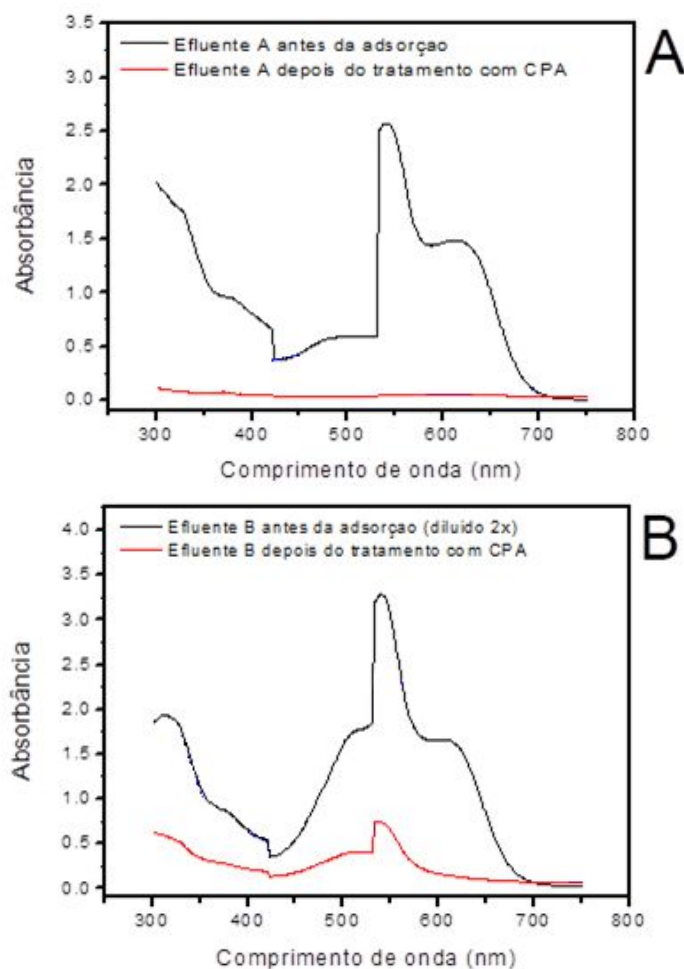 A
Efluente A antes da adsorçao
Efluente A depois do tratamento com CPA
3.5
3.0
2.5
2.0
1.5
1.0
0.5
0.0
Absorbância
300 400 500 600 700 800
Comprimento de onda (nm)
B
Efluente B antes da adsorçao (diluido 2x)
Efluente B depois do tratamento com CPA
4.0
3.5
3.0
2.5
2.0
1.5
1.0
0.5
0.0
Absorbância
300 400 500 600 700 800
Comprimento de onda (nm)